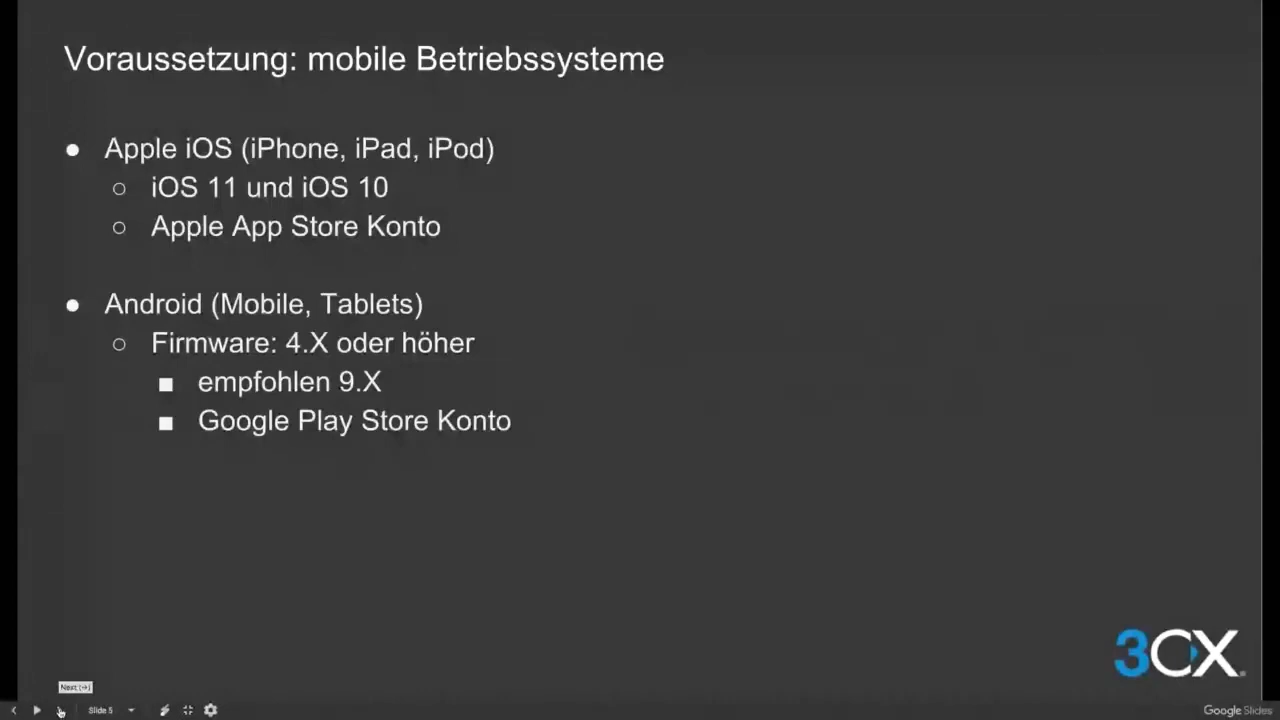 Voraussetzung: mobile Betriebssysteme
● Apple iOS (iPhone, iPad, iPod)
○ iOS 11 und iOS 10
○ Apple App Store Konto
● Android (Mobile, Tablets)
○ Firmware: 4.X oder höher
■ empfohlen 9.X
■ Google Play Store Konto
3CX
Next (→)
Slide 5
Google Slides